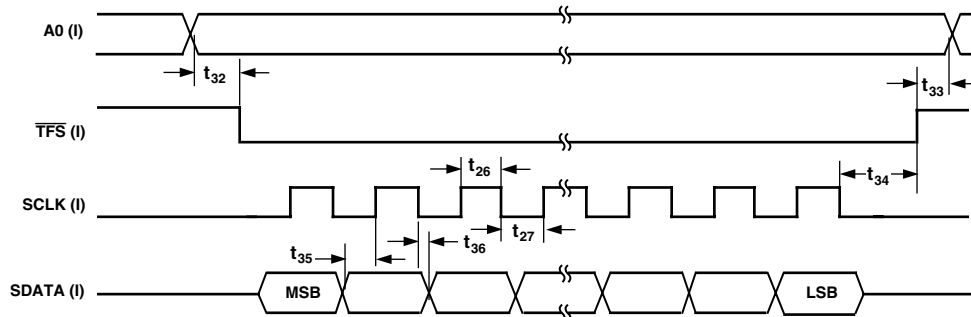 A0 (I)
t32
t33
TFS (I)
t26
t34
SCLK (I)
t27
t36
t35
SDATA (I)
MSB
LSB